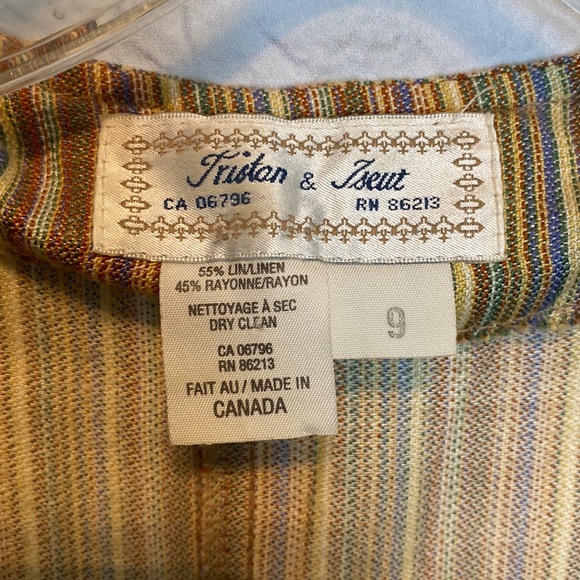 Tristan & Iseut
CA 06796 RN 86213
55% LIN/LINEN
45% RAYONNE/RAYON
NETTOYAGE À SEC
DRY CLEAN
CA 06796
RN 86213
FAIT AU / MADE IN
CANADA
9